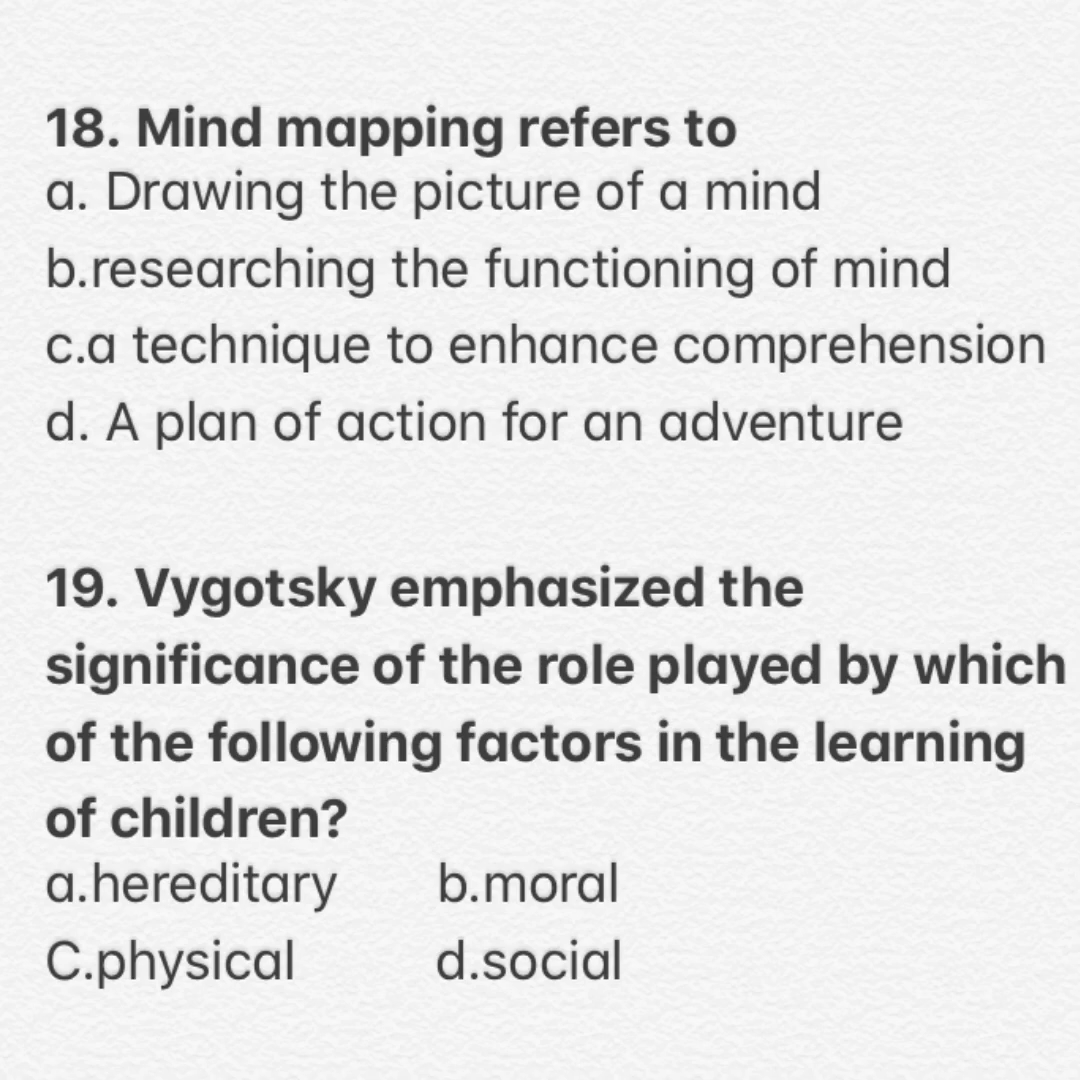 18. Mind mapping refers to
a. Drawing the picture of a mind
b.researching the functioning of mind
c.a technique to enhance comprehension
d. A plan of action for an adventure
19. Vygotsky emphasized the
significance of the role played by which
of the following factors in the learning
of children?
a.hereditary b.moral
C.physical d.social